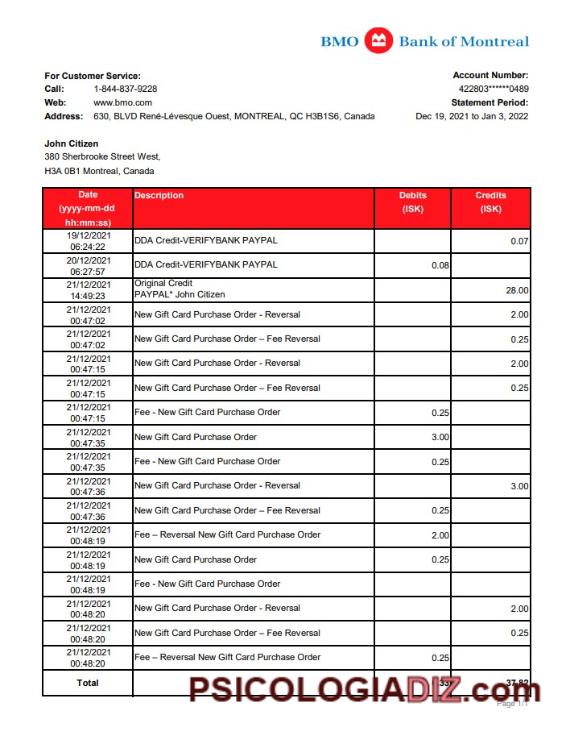 BMO Bank of Montreal
For Customer Service:
Call: 1-844-837-9228
Web: www.bmo.com
Address: 630, BLVD René-Lévesque Ouest, MONTREAL, QC H3B1S6, Canada
Account Number:
422803******0489
Statement Period:
Dec 19, 2021 to Jan 3, 2022
John Citizen
380 Sherbrooke Street West,
H3A 0B1 Montreal, Canada
Date (yyyy-mm-dd hh:mm:ss) Description Debits (ISK) Credits (ISK)
19/12/2021 06:24:22 DDA Credit-VERIFYBANK PAYPAL 0.07
20/12/2021 06:27:57 DDA Credit-VERIFYBANK PAYPAL 0.08
21/12/2021 14:49:23 Original Credit PAYPAL* John Citizen 28.00
21/12/2021 00:47:02 New Gift Card Purchase Order - Reversal 2.00
21/12/2021 00:47:02 New Gift Card Purchase Order – Fee Reversal 0.25
21/12/2021 00:47:15 New Gift Card Purchase Order - Reversal 2.00
21/12/2021 00:47:15 New Gift Card Purchase Order – Fee Reversal 0.25
21/12/2021 00:47:15 Fee - New Gift Card Purchase Order 0.25
21/12/2021 00:47:35 New Gift Card Purchase Order 3.00
21/12/2021 00:47:35 Fee - New Gift Card Purchase Order 0.25
21/12/2021 00:47:36 New Gift Card Purchase Order - Reversal 3.00
21/12/2021 00:47:36 New Gift Card Purchase Order – Fee Reversal 0.25
21/12/2021 00:48:19 Fee – Reversal New Gift Card Purchase Order 2.00
21/12/2021 00:48:19 New Gift Card Purchase Order 0.25
21/12/2021 00:48:19 Fee - New Gift Card Purchase Order
21/12/2021 00:48:20 New Gift Card Purchase Order - Reversal 2.00
21/12/2021 00:48:20 New Gift Card Purchase Order – Fee Reversal 0.25
21/12/2021 00:48:20 Fee – Reversal New Gift Card Purchase Order 0.25
Total 37.82
PSICOLOGIADIZ.com
Page 1/1